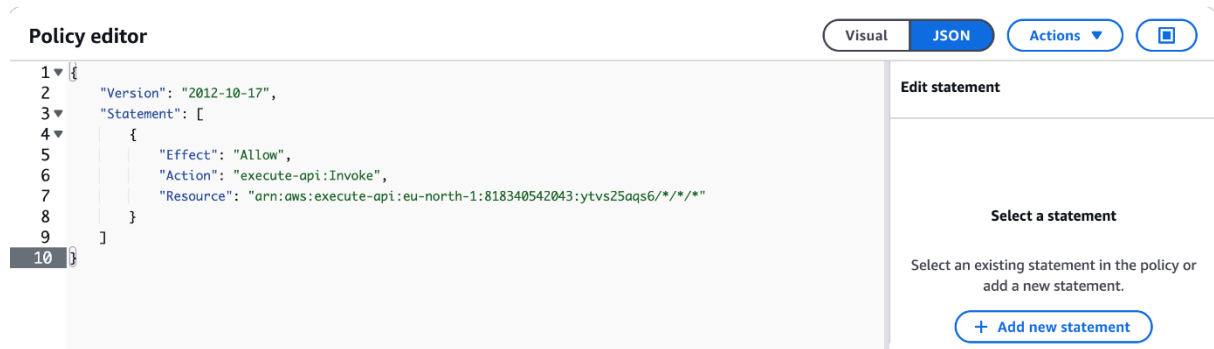 Policy editor
Visual
JSON
Actions
1 {
2 "Version": "2012-10-17",
3 "Statement": [
4 {
5 "Effect": "Allow",
6 "Action": "execute-api:Invoke",
7 "Resource": "arn:aws:execute-api:eu-north-1:818340542043:ytvs25aqs6/*/*/*"
8 }
9 ]
10 }
Edit statement
Select a statement
Select an existing statement in the policy or
add a new statement.
+ Add new statement